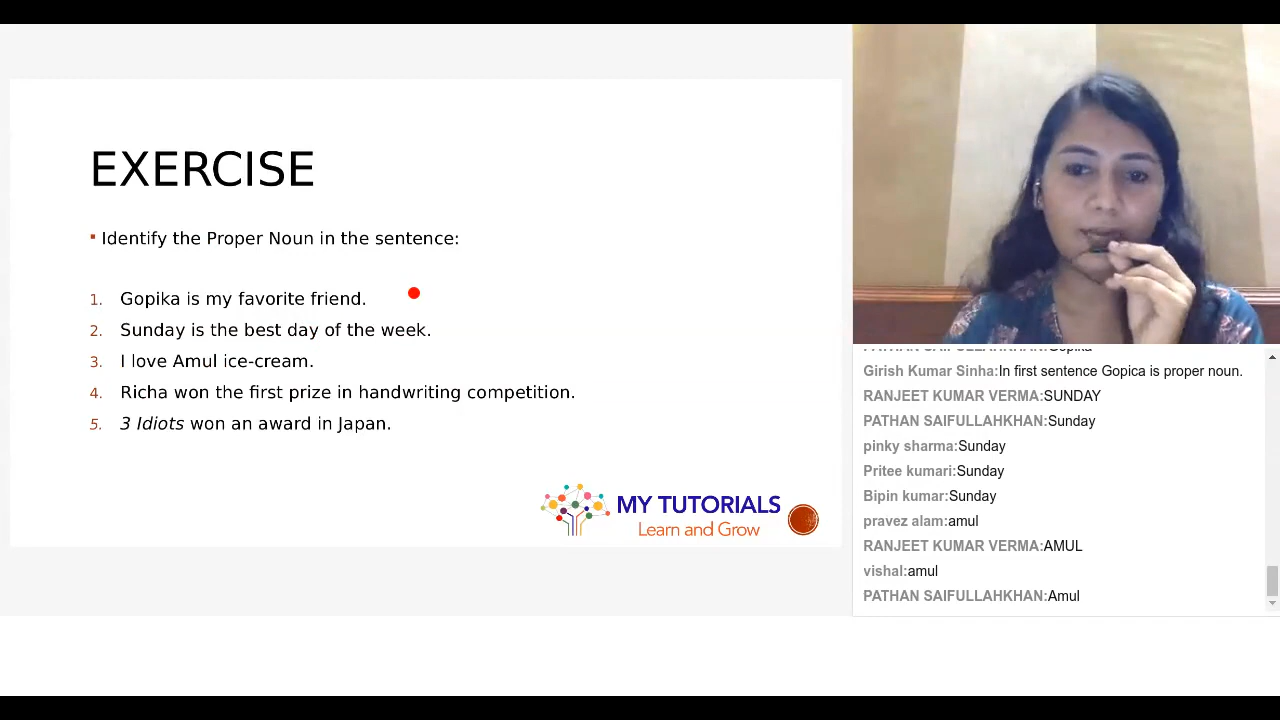 EXERCISE
▪ Identify the Proper Noun in the sentence:
1. Gopika is my favorite friend.
2. Sunday is the best day of the week.
3. I love Amul ice-cream.
4. Richa won the first prize in handwriting competition.
5. 3 Idiots won an award in Japan.
MY TUTORIALS
Learn and Grow
Girish Kumar Sinha:In first sentence Gopica is proper noun.
RANJEET KUMAR VERMA:SUNDAY
PATHAN SAIFULLAHKHAN:Sunday
pinky sharma:Sunday
Pritee kumari:Sunday
Bipin kumar:Sunday
pravez alam:amul
RANJEET KUMAR VERMA:AMUL
vishal:amul
PATHAN SAIFULLAHKHAN:Amul